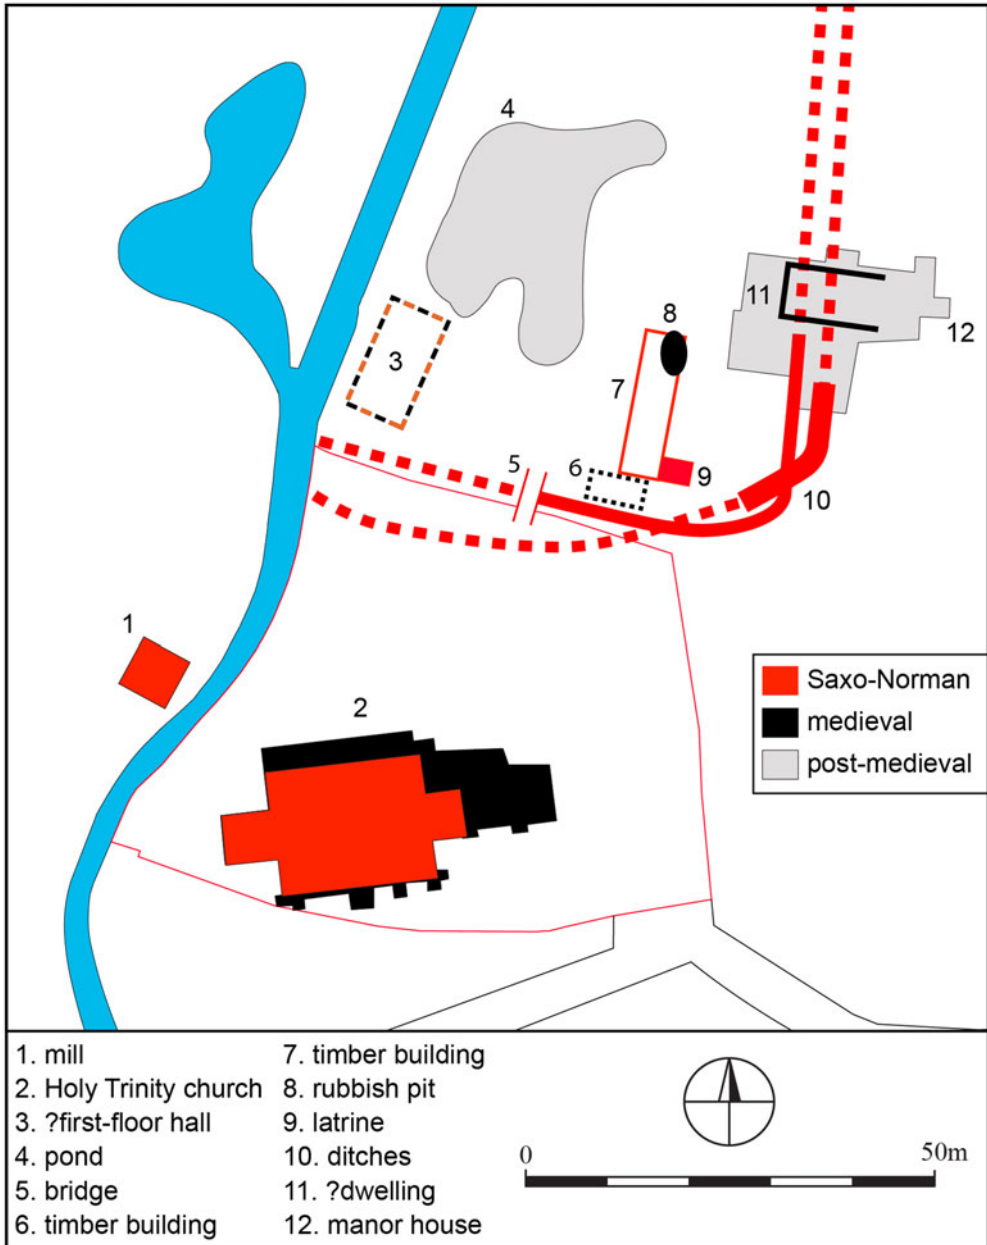 4
8
11
12
3
7
5
6
9
10
1
Saxo-Norman
2
medieval
post-medieval
1. mill
2. Holy Trinity church
3. ?first-floor hall
4. pond
5. bridge
6. timber building
7. timber building
8. rubbish pit
9. latrine
10. ditches
11. ?dwelling
12. manor house
0
50m